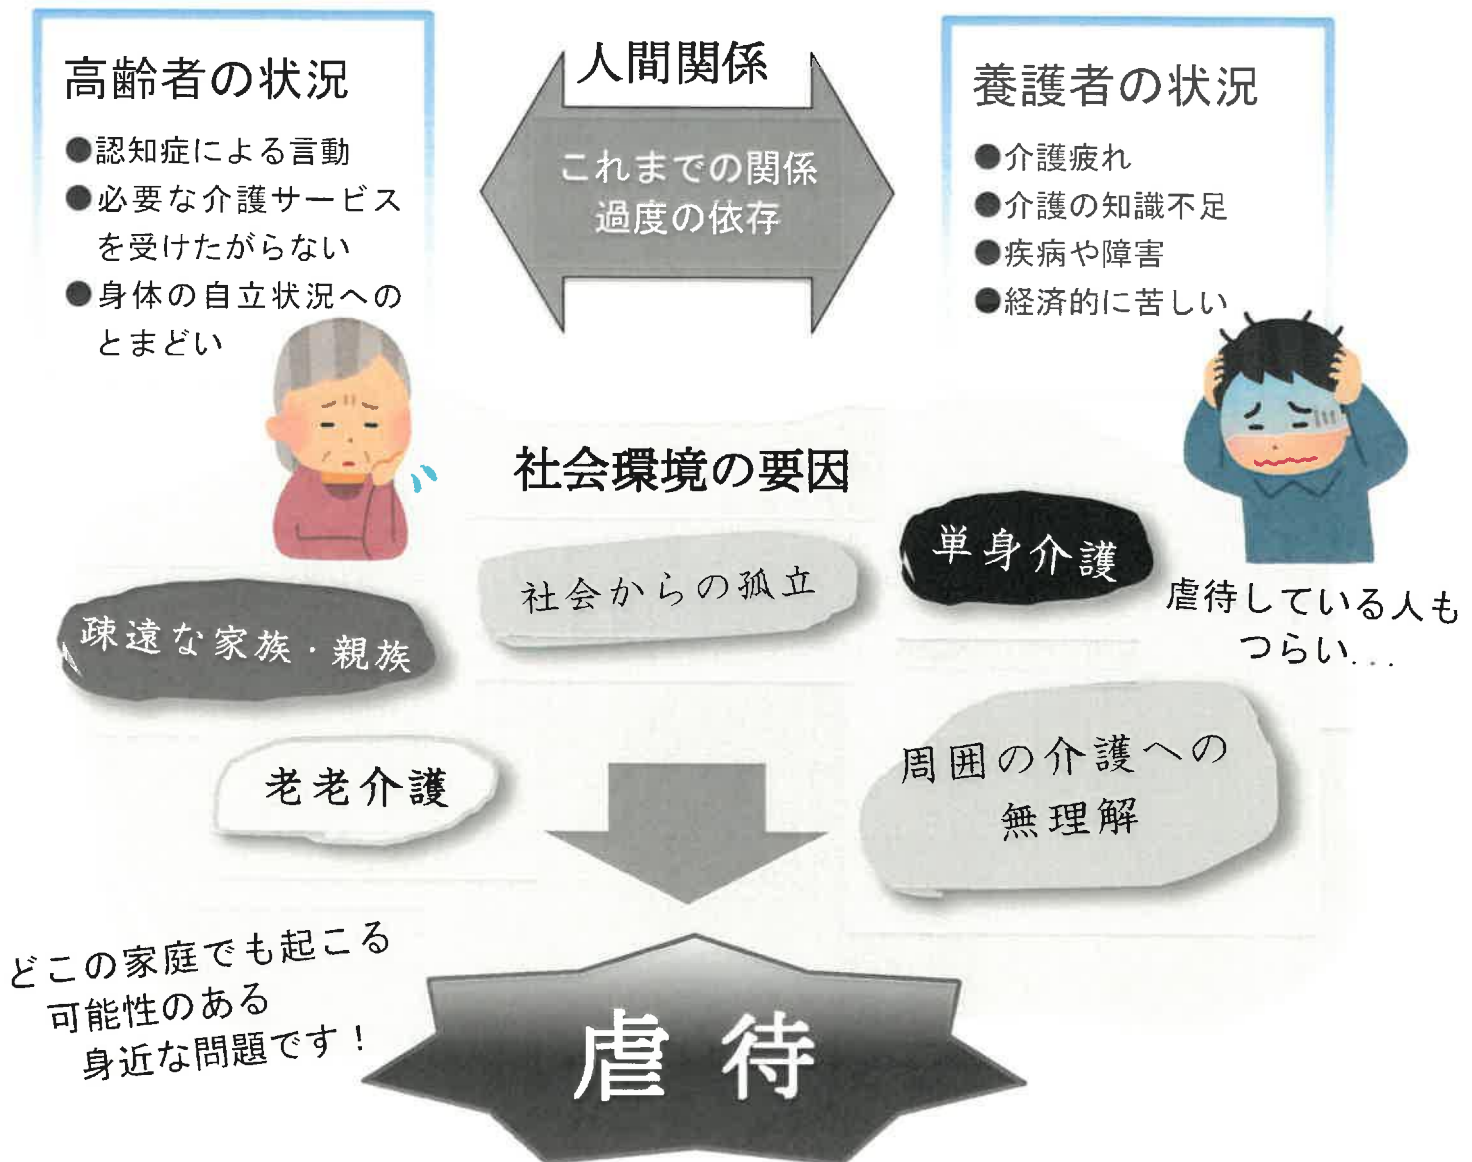 高齢者の状況
●認知症による言動
●必要な介護サービス
を受けたがらない
●身体の自立状況への
とまどい
人間関係
これまでの関係
過度の依存
養護者の状況
●介護疲れ
●介護の知識不足
●疾病や障害
●経済的に苦しい
社会環境の要因
社会からの孤立
単身介護
疎遠な家族・親族
虐待している人も
つらい...
老老介護
周囲の介護への
無理解
どこの家庭でも起こる
可能性のある
身近な問題です！
虐待